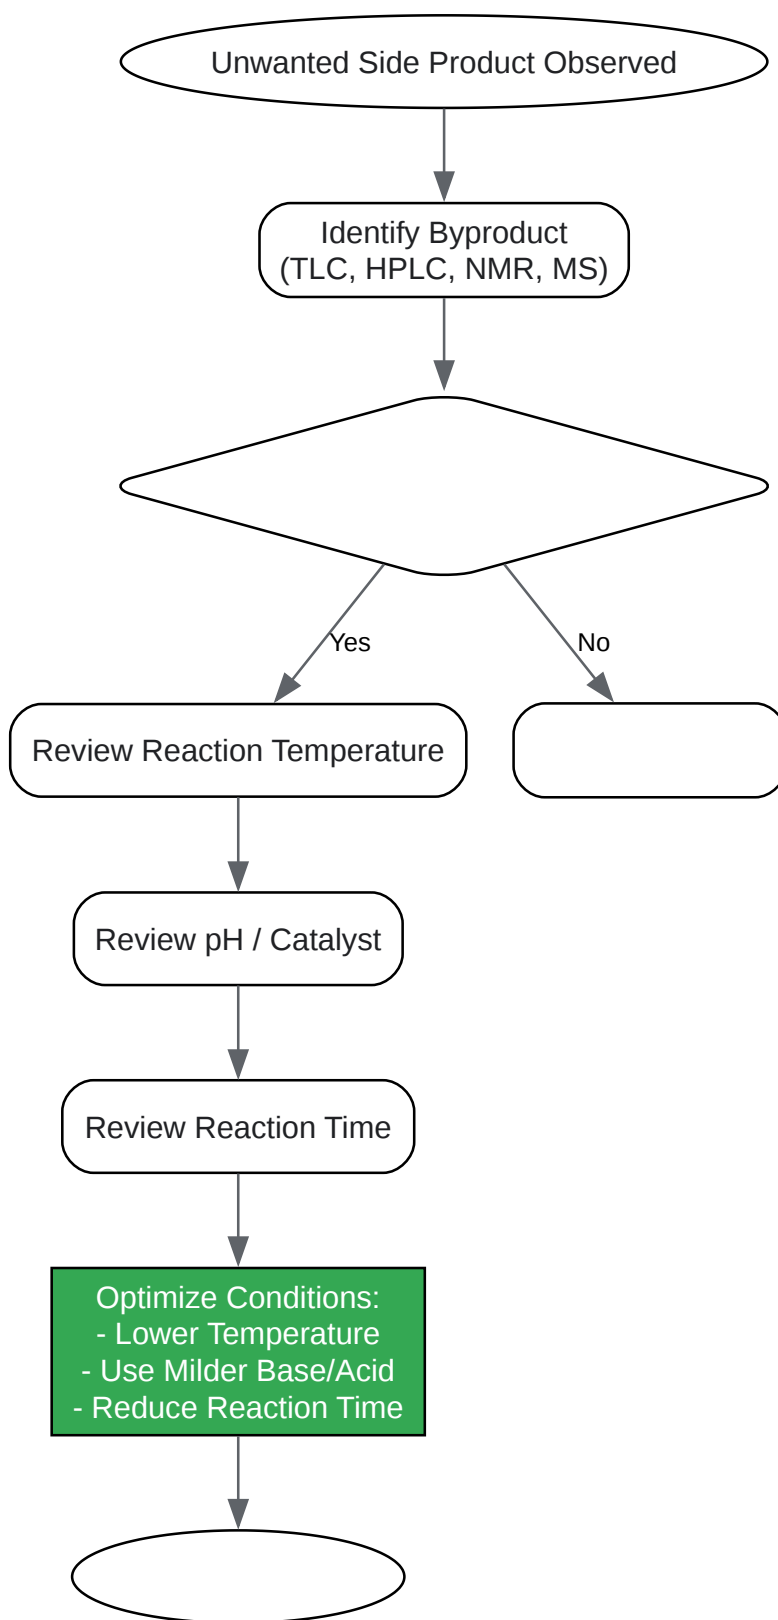 Unwanted Side Product Observed
Identify Byproduct
(TLC, HPLC, NMR, MS)
Yes
No
Review Reaction Temperature
Review pH / Catalyst
Review Reaction Time
Optimize Conditions:
- Lower Temperature
- Use Milder Base/Acid
- Reduce Reaction Time